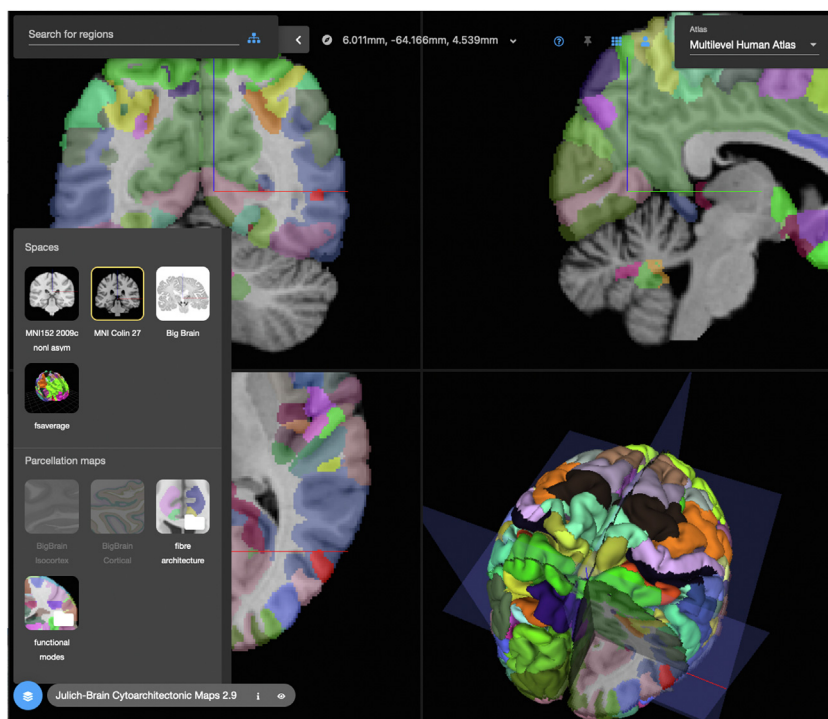 Search for regions
6.011mm, -64.166mm, 4.539mm
Atlas
Multilevel Human Atlas
Spaces
MNI152 2009c
nonl asym
MNI Colin 27
Big Brain
fsaverage
Parcellation maps
BigBrain
Isocortex
BigBrain
Cortical
fibre
architecture
functional
modes
Julich-Brain Cytoarchitectonic Maps 2.9